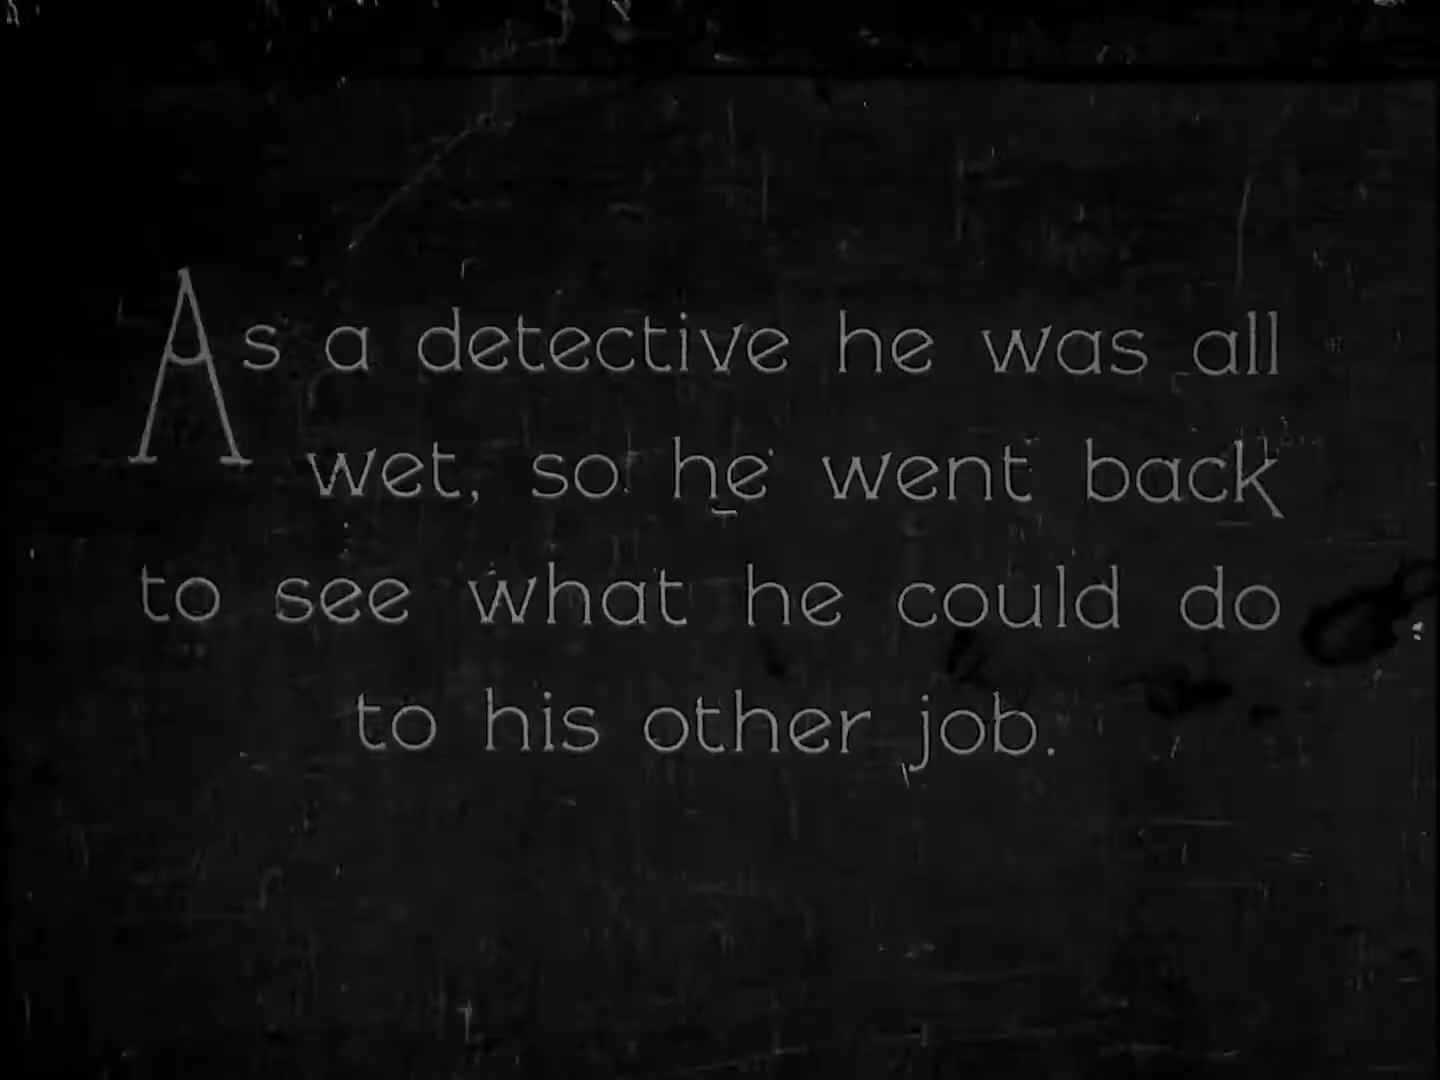 As a detective he was all
wet, so he went back
to see what he could do
to his other job.